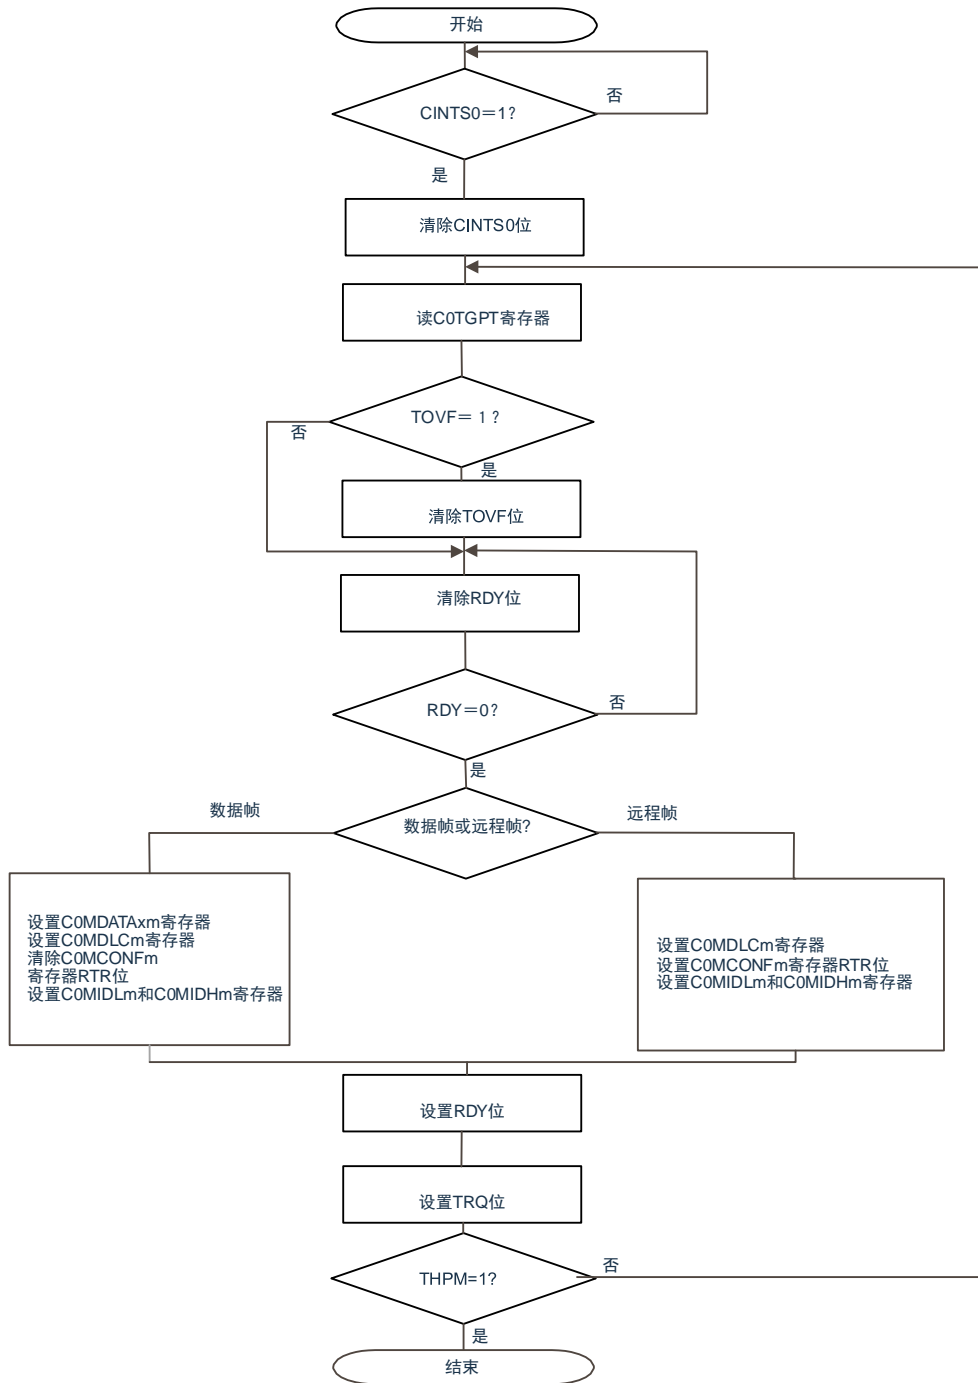 开始
CINTS0＝1?
否
是
清除CINTS0位
读C0TGPT寄存器
TOVF＝ 1 ?
否
是
清除TOVF位
清除RDY位
RDY＝0?
否
是
数据帧
数据帧或远程帧?
远程帧
设置C0MDATAxm寄存器
设置C0MDLCm寄存器
清除C0MCONFm
寄存器RTR位
设置C0MIDLm和C0MIDHm寄存器
设置C0MDLCm寄存器
设置C0MCONFm寄存器RTR位
设置C0MIDLm和C0MIDHm寄存器
设置RDY位
设置TRQ位
THPM=1?
否
是
结束